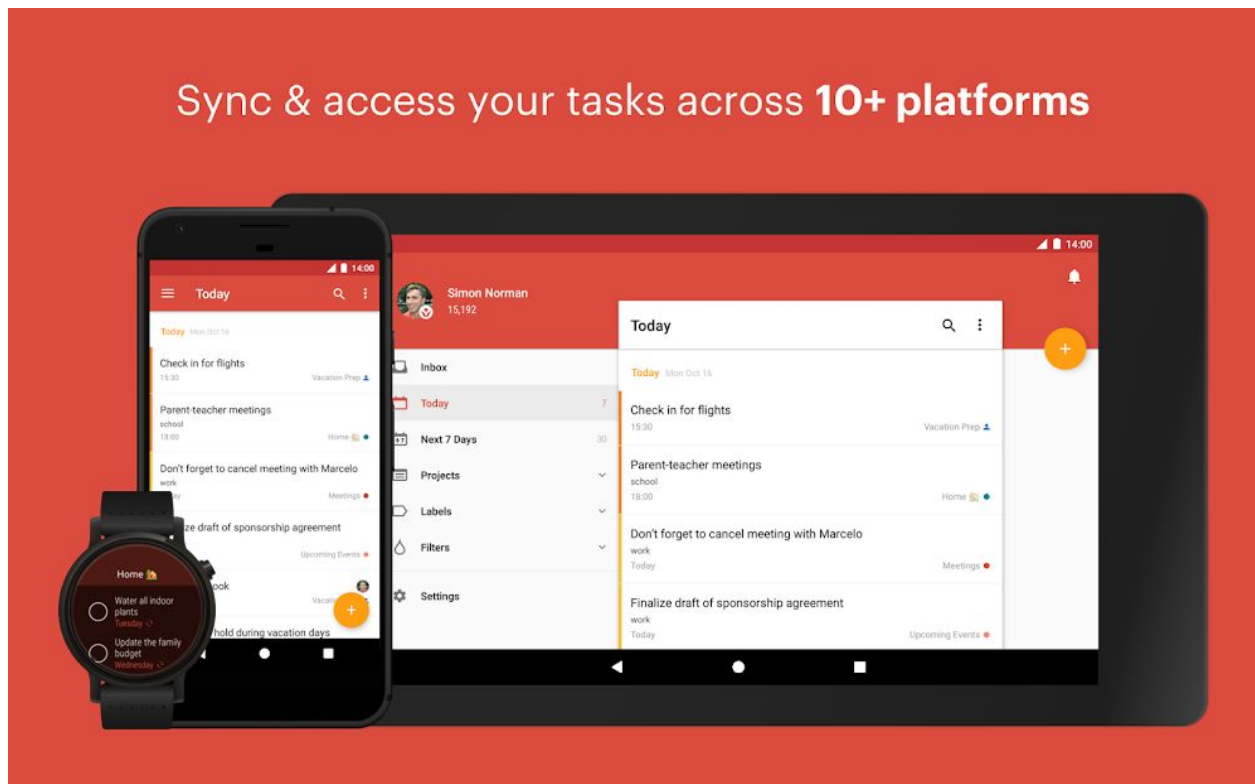 Sync & access your tasks across 10+ platforms
14:00
Today
Today Mon Oct 16
Check in for flights
15:30 Vacation Prep
Parent-teacher meetings
school
18:00 Home
Don't forget to cancel meeting with Marcelo
work
Meetings
draft of sponsorship agreement
Upcoming Events
hold during vacation days
Home
Water all indoor
plants
Tuesday
Update the family
budget
Wednesday
14:00
Simon Norman
15,192
Inbox
Today 7
Next 7 Days 30
Projects
Labels
Filters
Settings
Today
Today Mon Oct 16
Check in for flights
15:30 Vacation Prep
Parent-teacher meetings
school
18:00 Home
Don't forget to cancel meeting with Marcelo
work
Today Meetings
Finalize draft of sponsorship agreement
work
Today Upcoming Events